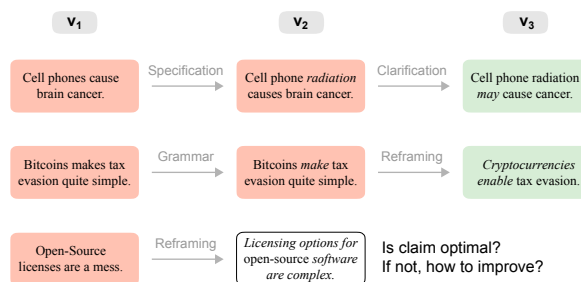 v1 v2 v3
Cell phones cause Specification Cell phone radiation Clarification Cell phone radiation
brain cancer. causes brain cancer. may cause cancer.
Bitcoins makes tax Grammar Bitcoins make tax Reframing Cryptocurrencies
evasion quite simple. evasion quite simple. enable tax evasion.
Open-Source Reframing Licensing options for Is claim optimal?
licenses are a mess. open-source software If not, how to improve?
are complex.